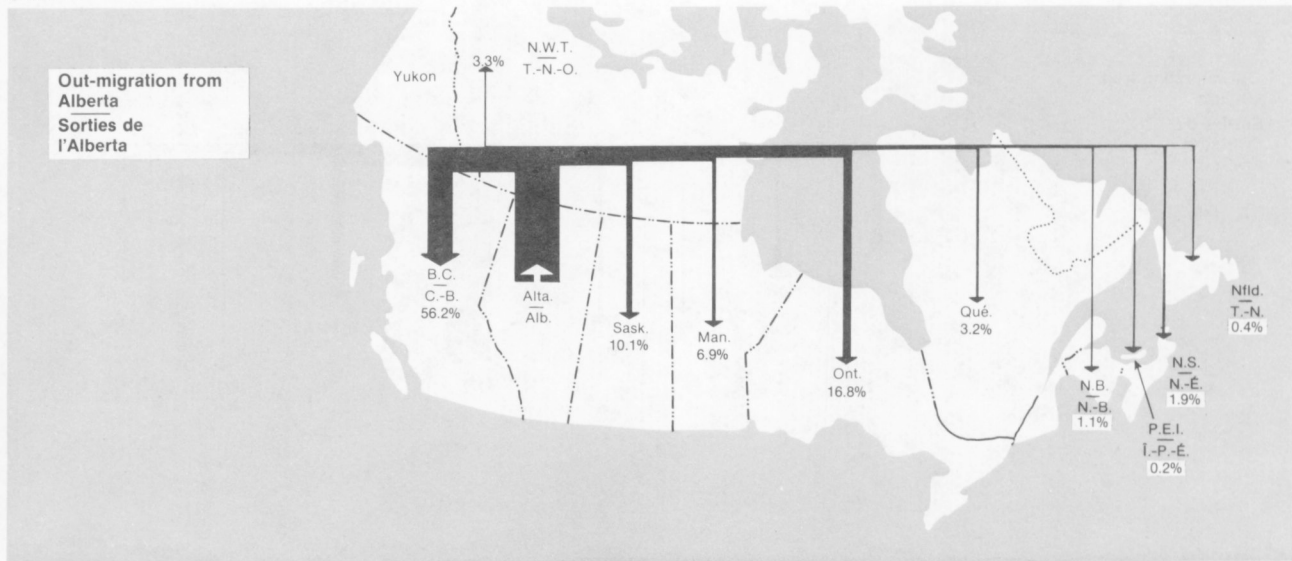 Out-migration from
Alberta
Sorties de
l'Alberta
Yukon
3.3%
N.W.T.
T.-N.-O.
B.C.
C.-B.
56.2%
Alta.
Alb.
Sask.
10.1%
Man.
6.9%
Ont.
16.8%
Qué.
3.2%
N.B.
N.-B.
1.1%
P.E.I.
Î.-P.-É.
0.2%
N.S.
N.-É.
1.9%
Nfld.
T.-N.
0.4%